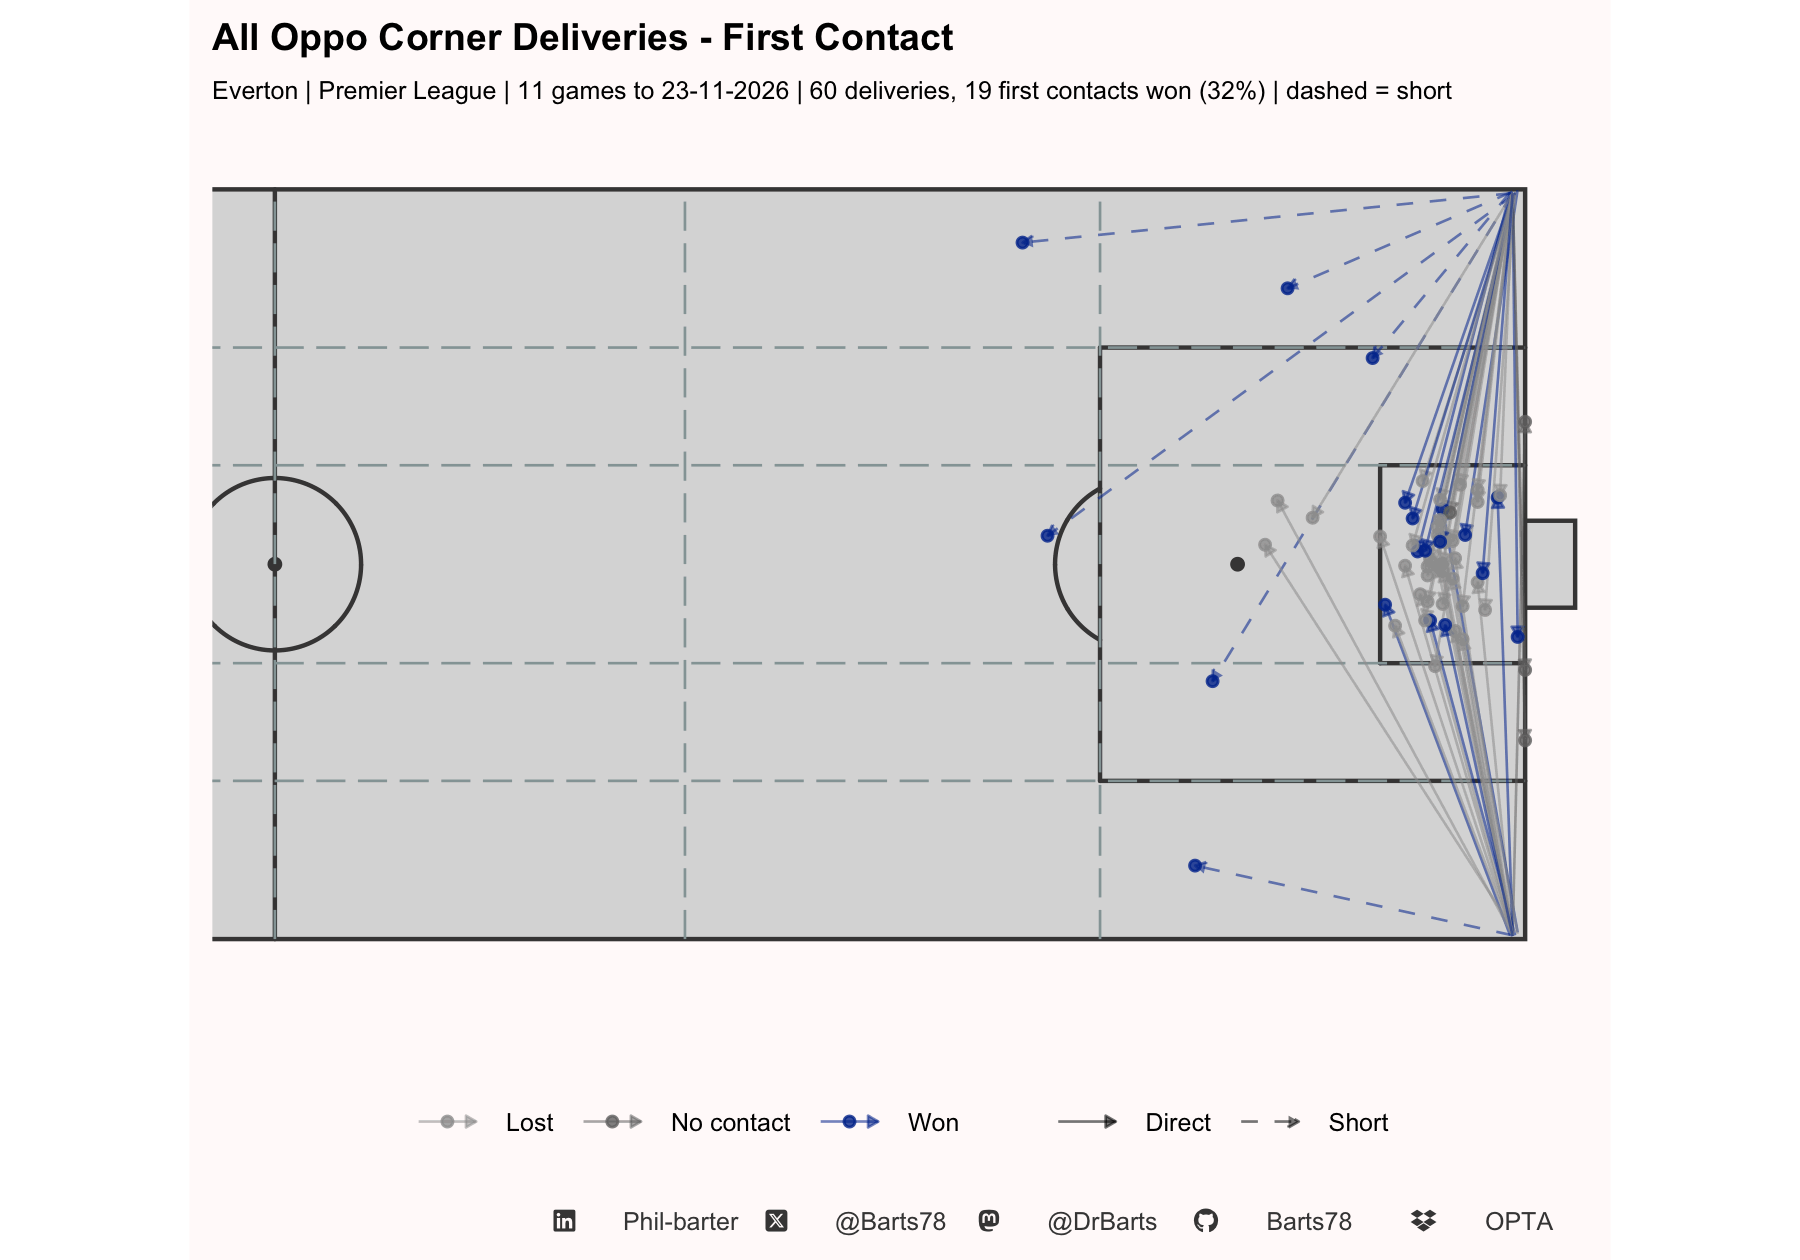 All Oppo Corner Deliveries - First Contact
Everton | Premier League | 11 games to 23-11-2026 | 60 deliveries, 19 first contacts won (32%) | dashed = short
Lost No contact Won Direct Short
Phil-barter @Barts78 @DrBarts Barts78 OPTA